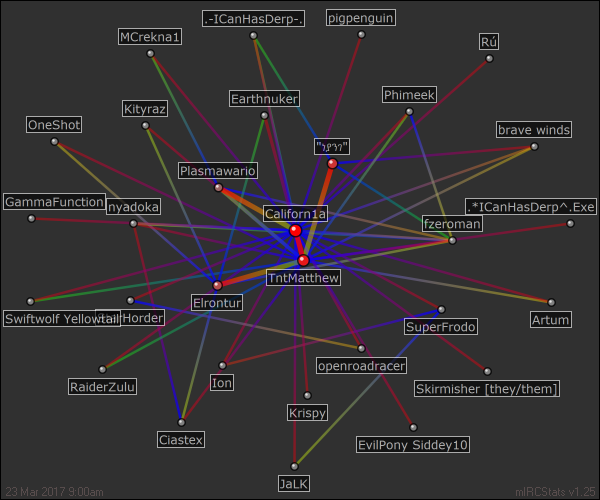 .-ICanHasDerp-.
pigpenguin
MCrekna1
Rú
Earthnuker
Phimeek
Kityraz
OneShot
brave winds
Plasmawario
GammaFunction
nyadoka
Californ1a
fzeroman
.*ICanHasDerp^.Exe
TntMatthew
Elrontur
Swiftwolf Yellowtail
Horder
SuperFrodo
Artum
openroadracer
RaiderZulu
Ion
Skirmisher [they/them]
Krispy
Ciastex
EvilPony Siddey10
JaLK
23 Mar 2017 9:00am
mIRCStats v1.25